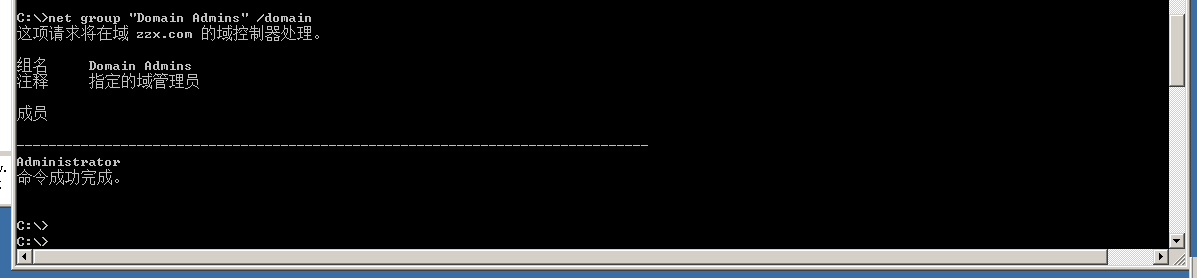 C:\>net group "Domain Admins" /domain
这项请求将在域 zzx.com 的域控制器处理。
组名 Domain Admins
注释 指定的域管理员
成员
-------------------------------------------------------------------------------
Administrator
命令成功完成。
C:\>
C:\>